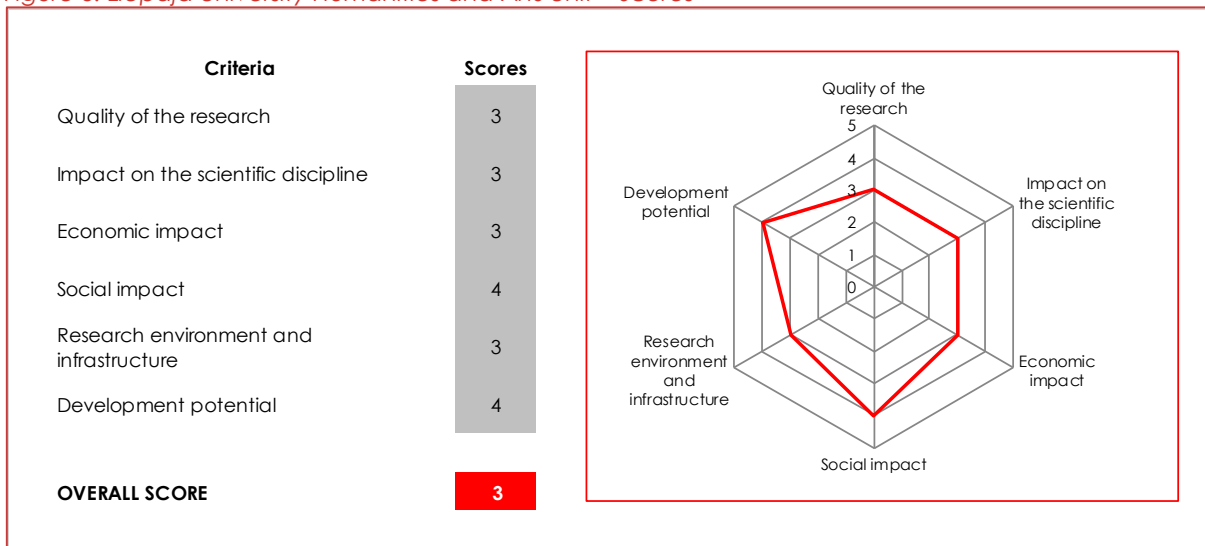 Criteria Scores
Quality of the research 3
Impact on the scientific discipline 3
Economic impact 3
Social impact 4
Research environment and
infrastructure 3
Development potential 4
OVERALL SCORE 3
Quality of the
research
5
4
3
2
1
0
Impact on
the scientific
discipline
Economic
impact
Social impact
Research
environment
and
infrastructure
Development
potential